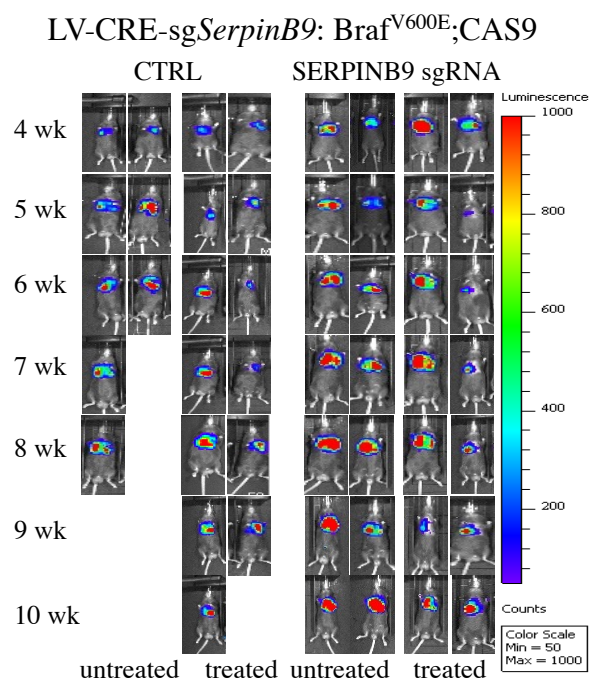 LV-CRE-sgSerpinB9: Braf^V600E;CAS9
CTRL SERPINB9 sgRNA
Luminescence
4 wk
5 wk
6 wk
7 wk
8 wk
9 wk
10 wk
1000
800
600
400
200
Counts
Color Scale
Min = 50
Max = 1000
untreated treated untreated treated